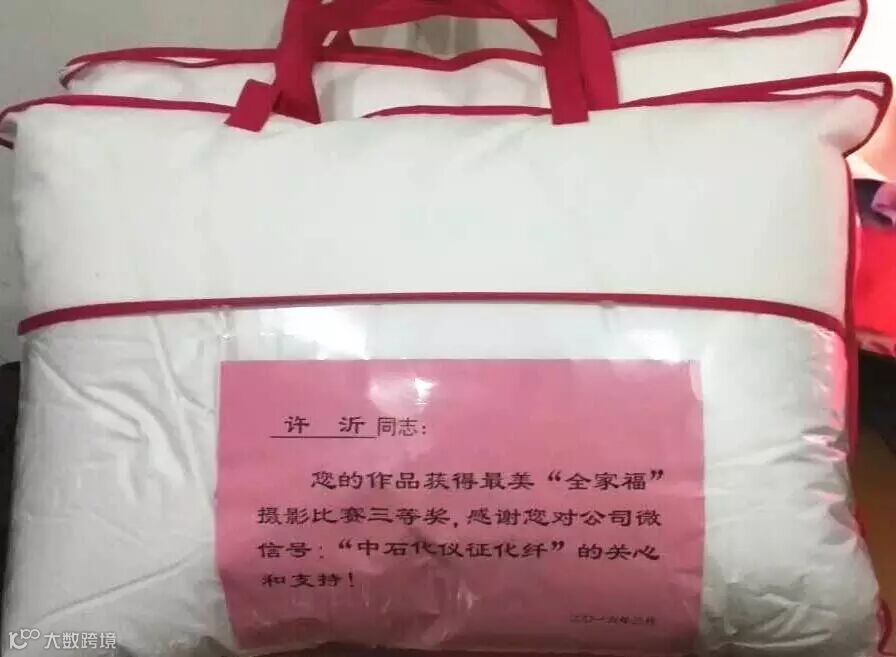 许 沂 同志：
您的作品获得最美“全家福”
摄影比赛三等奖，感谢您对公司微
信号：“中石化仪征化纤”的关心
和支持！
大数跨境